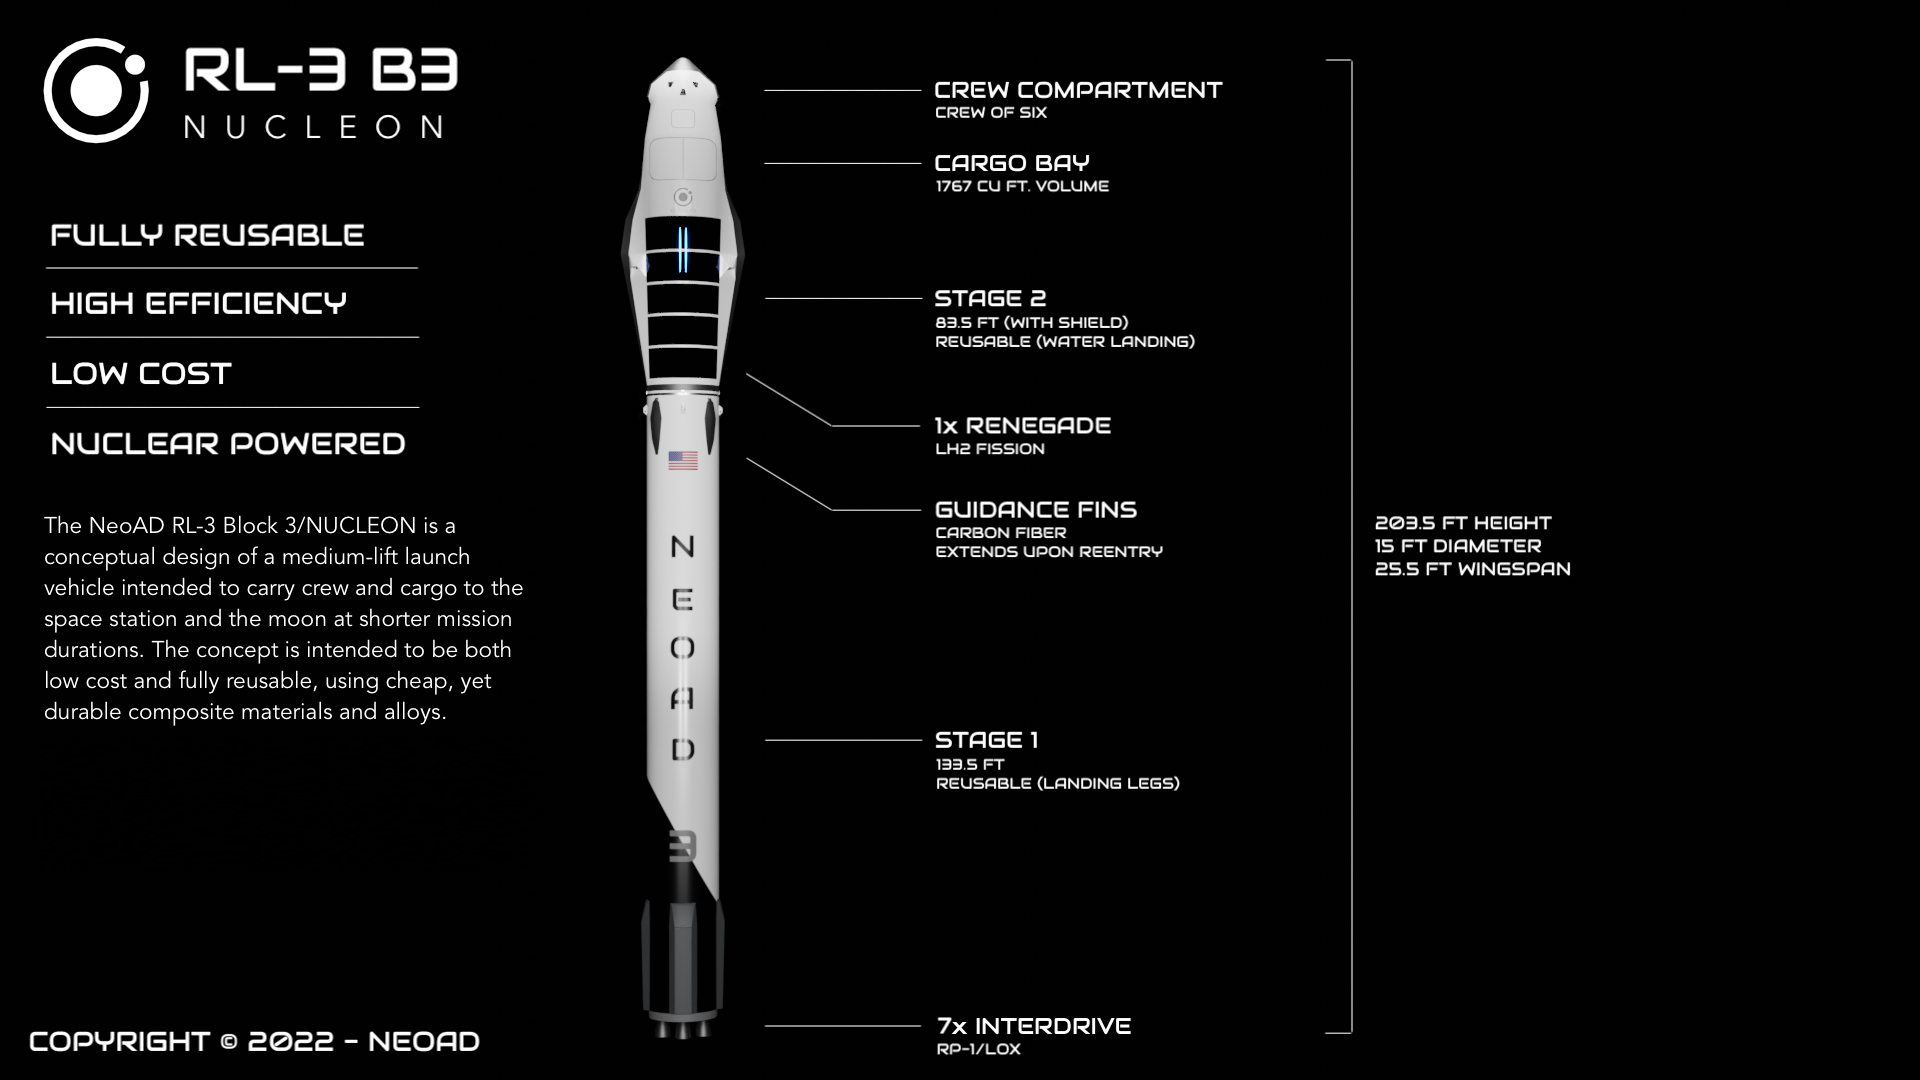 RL-3 B3
NUCLEON
FULLY REUSABLE
HIGH EFFICIENCY
LOW COST
NUCLEAR POWERED
The NeoAD RL-3 Block 3/NUCLEON is a
conceptual design of a medium-lift launch
vehicle intended to carry crew and cargo to the
space station and the moon at shorter mission
durations. The concept is intended to be both
low cost and fully reusable, using cheap, yet
durable composite materials and alloys.
COPYRIGHT © 2022 - NEOAD
N
E
O
A
D
3
CREW COMPARTMENT
CREW OF SIX
CARGO BAY
1767 CU FT. VOLUME
STAGE 2
83.5 FT (WITH SHIELD)
REUSABLE (WATER LANDING)
1x RENEGADE
LH2 FISSION
GUIDANCE FINS
CARBON FIBER
EXTENDS UPON REENTRY
STAGE 1
133.5 FT
REUSABLE (LANDING LEGS)
7x INTERDRIVE
RP-1/LOX
203.5 FT HEIGHT
15 FT DIAMETER
25.5 FT WINGSPAN